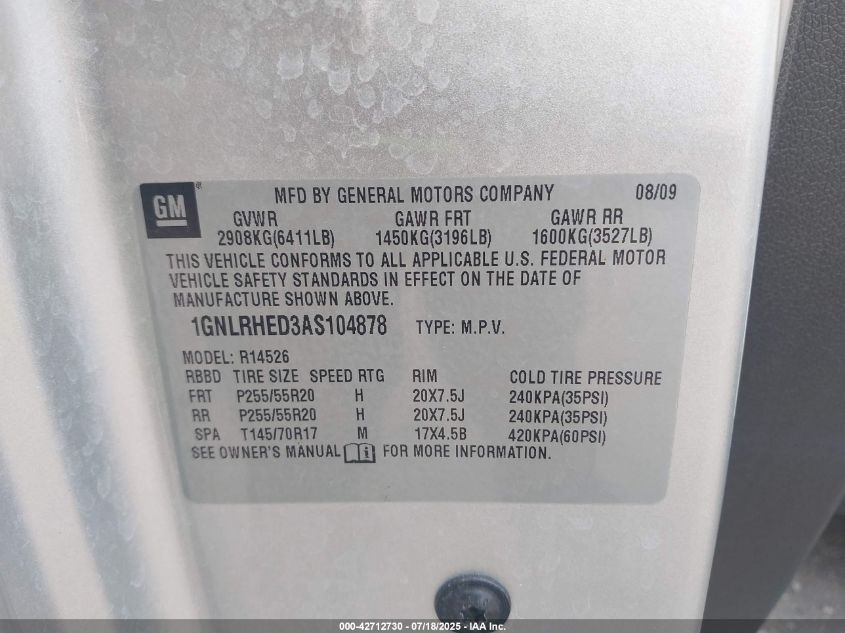 GM
®
MFD BY GENERAL MOTORS COMPANY 08/09
GVWR GAWR FRT GAWR RR
2908KG(6411LB) 1450KG(3196LB) 1600KG(3527LB)
THIS VEHICLE CONFORMS TO ALL APPLICABLE U.S. FEDERAL MOTOR
VEHICLE SAFETY STANDARDS IN EFFECT ON THE DATE OF
MANUFACTURE SHOWN ABOVE.
1GNLRHED3AS104878 TYPE: M.P.V.
MODEL: R14526
RBBD TIRE SIZE SPEED RTG RIM COLD TIRE PRESSURE
FRT P255/55R20 H 20X7.5J 240KPA(35PSI)
RR P255/55R20 H 20X7.5J 240KPA(35PSI)
SPA T145/70R17 M 17X4.5B 420KPA(60PSI)
SEE OWNER'S MANUAL i FOR MORE INFORMATION.
000-42712730 - 07/18/2025 - IAA Inc.